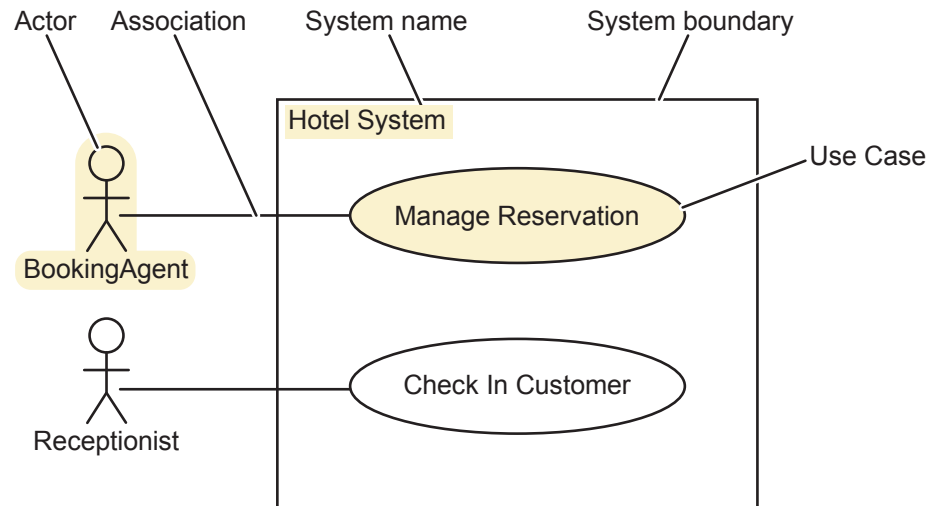 Actor
Association
System name
System boundary
Hotel System
Use Case
Manage Reservation
BookingAgent
Check In Customer
Receptionist